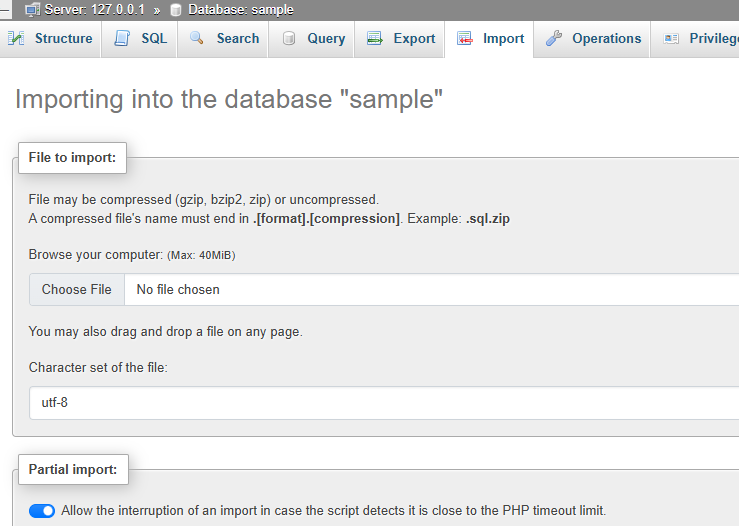 Server: 127.0.0.1 » Database: sample
Structure SQL Search Query Export Import Operations Privileg
Importing into the database "sample"
File to import:
File may be compressed (gzip, bzip2, zip) or uncompressed.
A compressed file's name must end in .[format].[compression]. Example: .sql.zip
Browse your computer: (Max: 40MiB)
Choose File No file chosen
You may also drag and drop a file on any page.
Character set of the file:
utf-8
Partial import:
Allow the interruption of an import in case the script detects it is close to the PHP timeout limit.